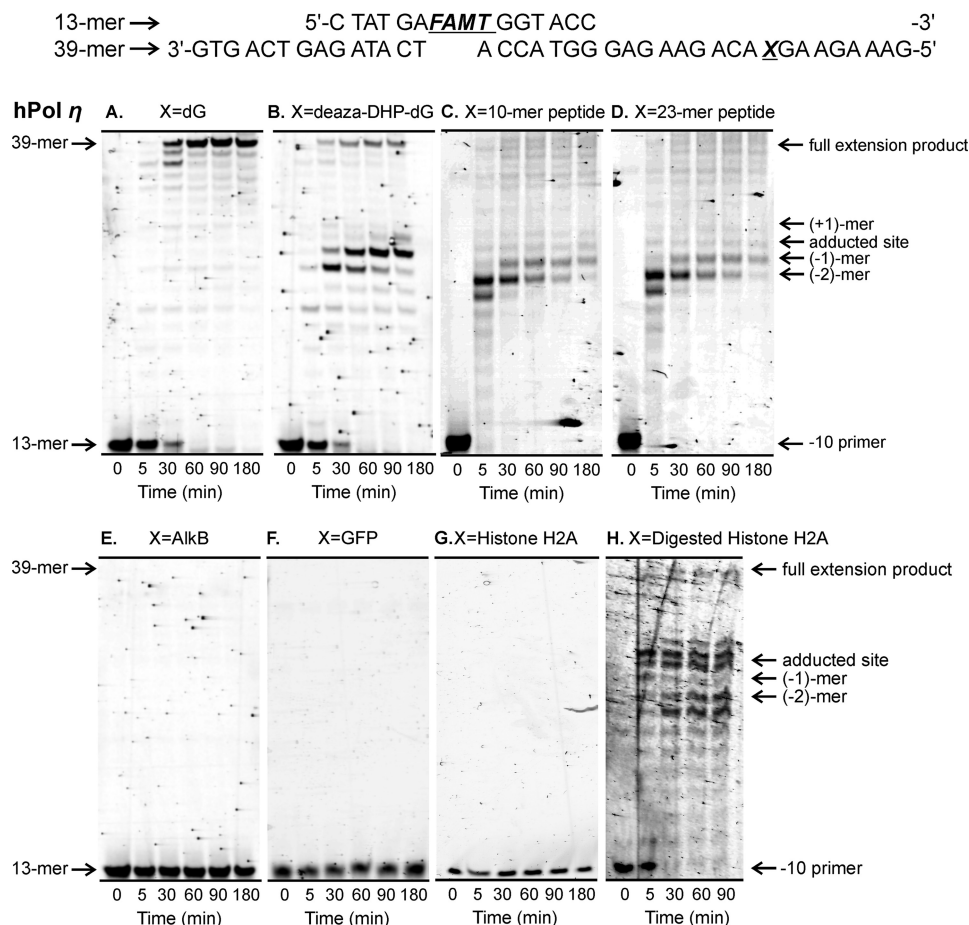 13-mer → 5'-C TAT GAFAMT GGT ACC -3'
39-mer → 3'-GTG ACT GAG ATA CT A CCA TGG GAG AAG ACA XGA AGA AAG-5'
hPol η A. X=dG B. X=deaza-DHP-dG C. X=10-mer peptide D. X=23-mer peptide
39-mer → ← full extension product
← (+1)-mer
← adducted site
← (-1)-mer
← (-2)-mer
13-mer → ← -10 primer
0 5 30 60 90 180 0 5 30 60 90 180 0 5 30 60 90 180 0 5 30 60 90 180
Time (min) Time (min) Time (min) Time (min)
E. X=AlkB F. X=GFP G. X=Histone H2A H. X=Digested Histone H2A
39-mer → ← full extension product
← adducted site
← (-1)-mer
← (-2)-mer
13-mer → ← -10 primer
0 5 30 60 90 180 0 5 30 60 90 180 0 5 30 60 90 180 0 5 30 60 90
Time (min) Time (min) Time (min) Time (min)